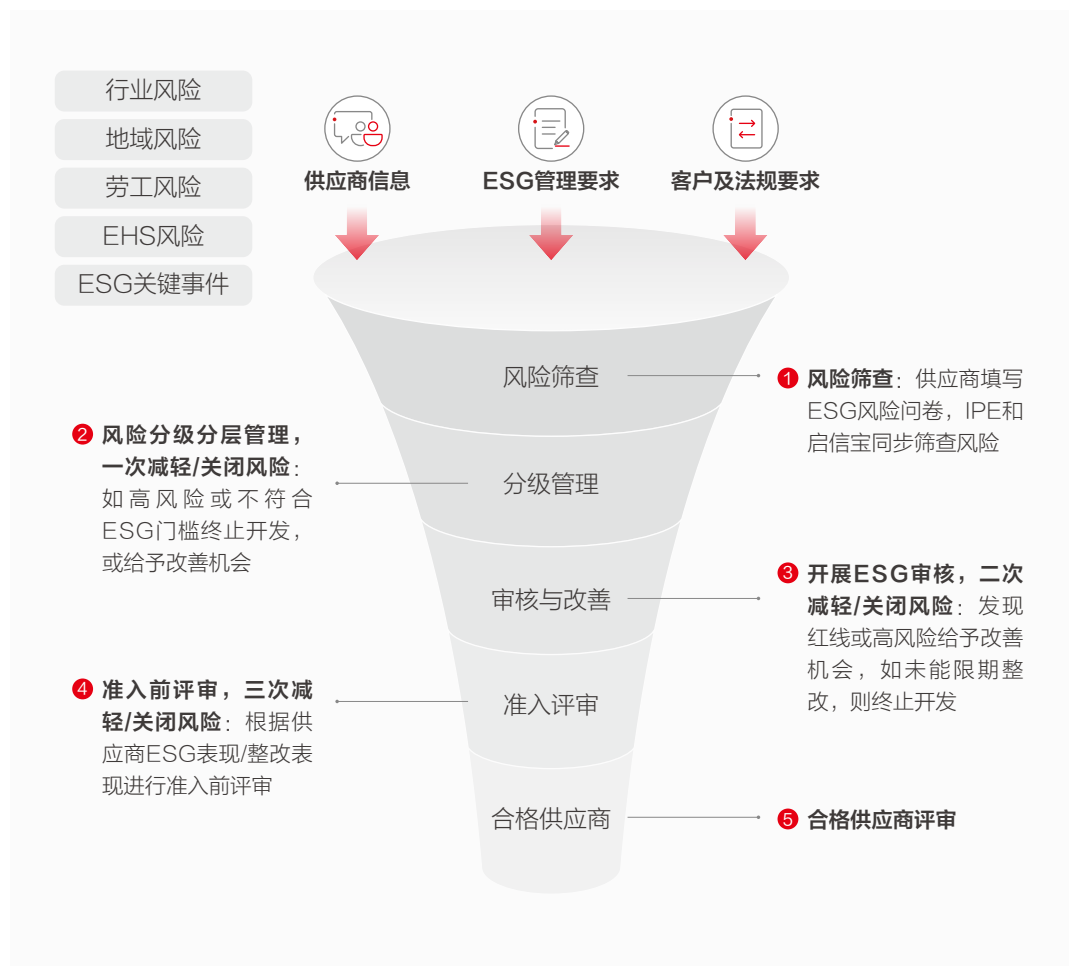 行业风险
地域风险
劳工风险
EHS风险
ESG关键事件
供应商信息
ESG管理要求
客户及法规要求
风险筛查
分级管理
审核与改善
准入评审
合格供应商
1 风险筛查：供应商填写
ESG风险问卷，IPE和
启信宝同步筛查风险
2 风险分级分层管理，
一次减轻/关闭风险：
如高风险或不符合
ESG门槛终止开发，
或给予改善机会
3 开展ESG审核，二次
减轻/关闭风险：发现
红线或高风险给予改善
机会，如未能限期整
改，则终止开发
4 准入前评审，三次减
轻/关闭风险：根据供
应商ESG表现/整改表
现进行准入前评审
5 合格供应商评审